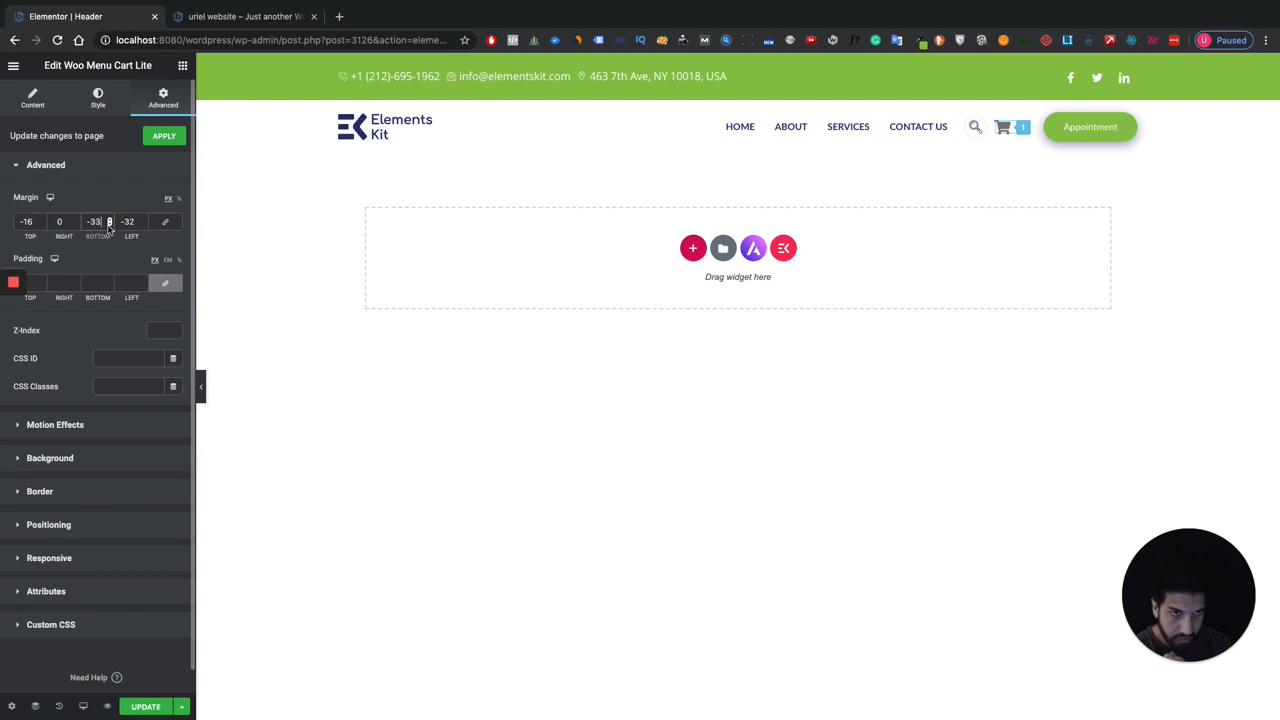 Elementor | Header
uriel website – Just another W
localhost:8080/wordpress/wp-admin/post.php?post=3126&action=eleme...
Paused
Edit Woo Menu Cart Lite
Content
Style
Advanced
Update changes to page
APPLY
Advanced
Margin
PX %
-16 0 -33 -32
TOP RIGHT BOTTOM LEFT
Padding
PX EM %
TOP RIGHT BOTTOM LEFT
Z-Index
CSS ID
CSS Classes
Motion Effects
Background
Border
Positioning
Responsive
Attributes
Custom CSS
Need Help
UPDATE
+1 (212)-695-1962 info@elementskit.com 463 7th Ave, NY 10018, USA
Elements
Kit
HOME ABOUT SERVICES CONTACT US
1
Appointment
Drag widget here